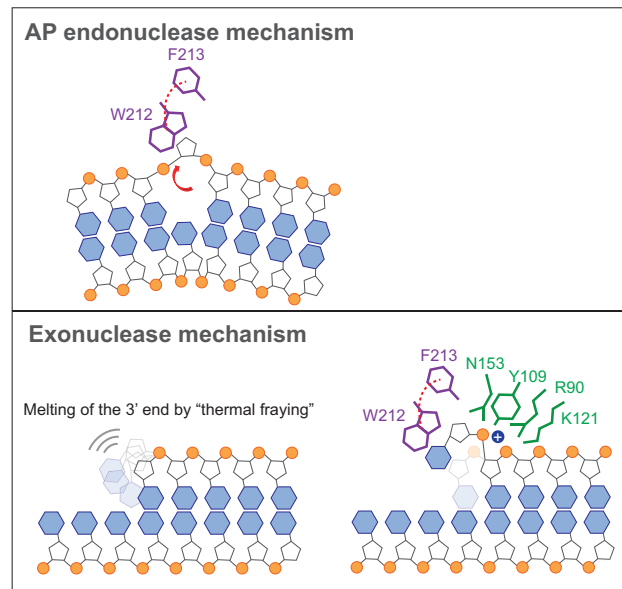 AP endonuclease mechanism
F213
W212
Exonuclease mechanism
Melting of the 3' end by “thermal fraying”
F213
W212
N153
Y109
R90
K121
+